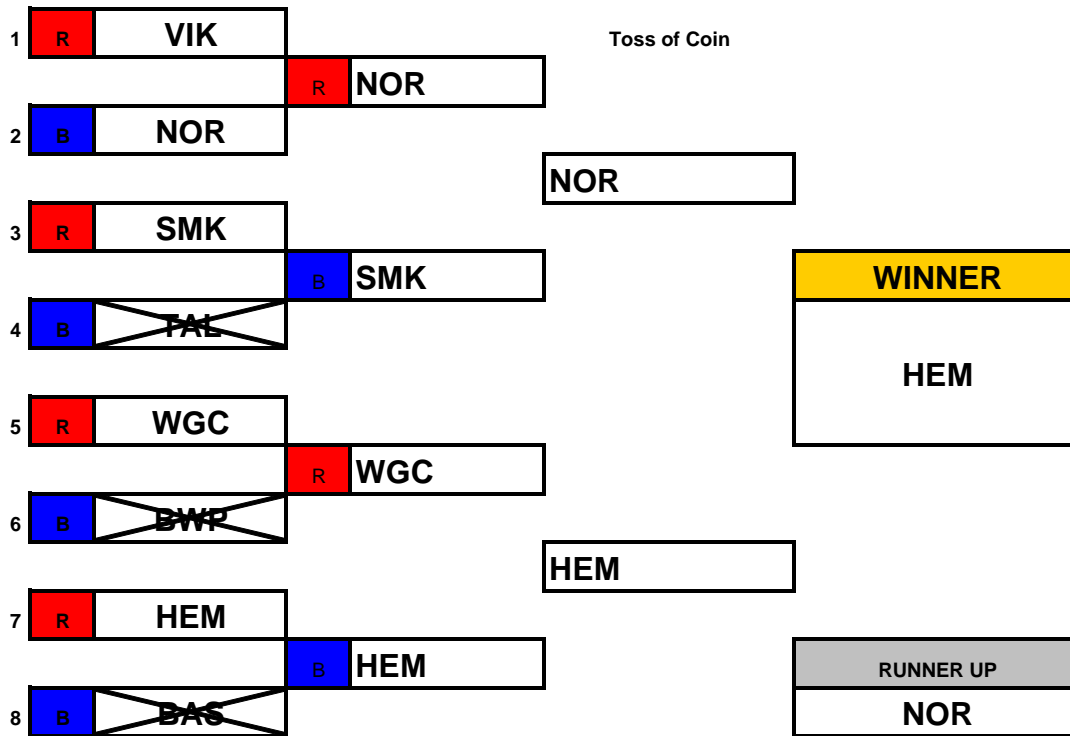 1 R VIK
Toss of Coin
R NOR
2 B NOR
NOR
3 R SMK
B SMK
WINNER
4 B TAL
HEM
5 R WGC
R WGC
6 B BWP
HEM
7 R HEM
B HEM
RUNNER UP
8 B BAS
NOR